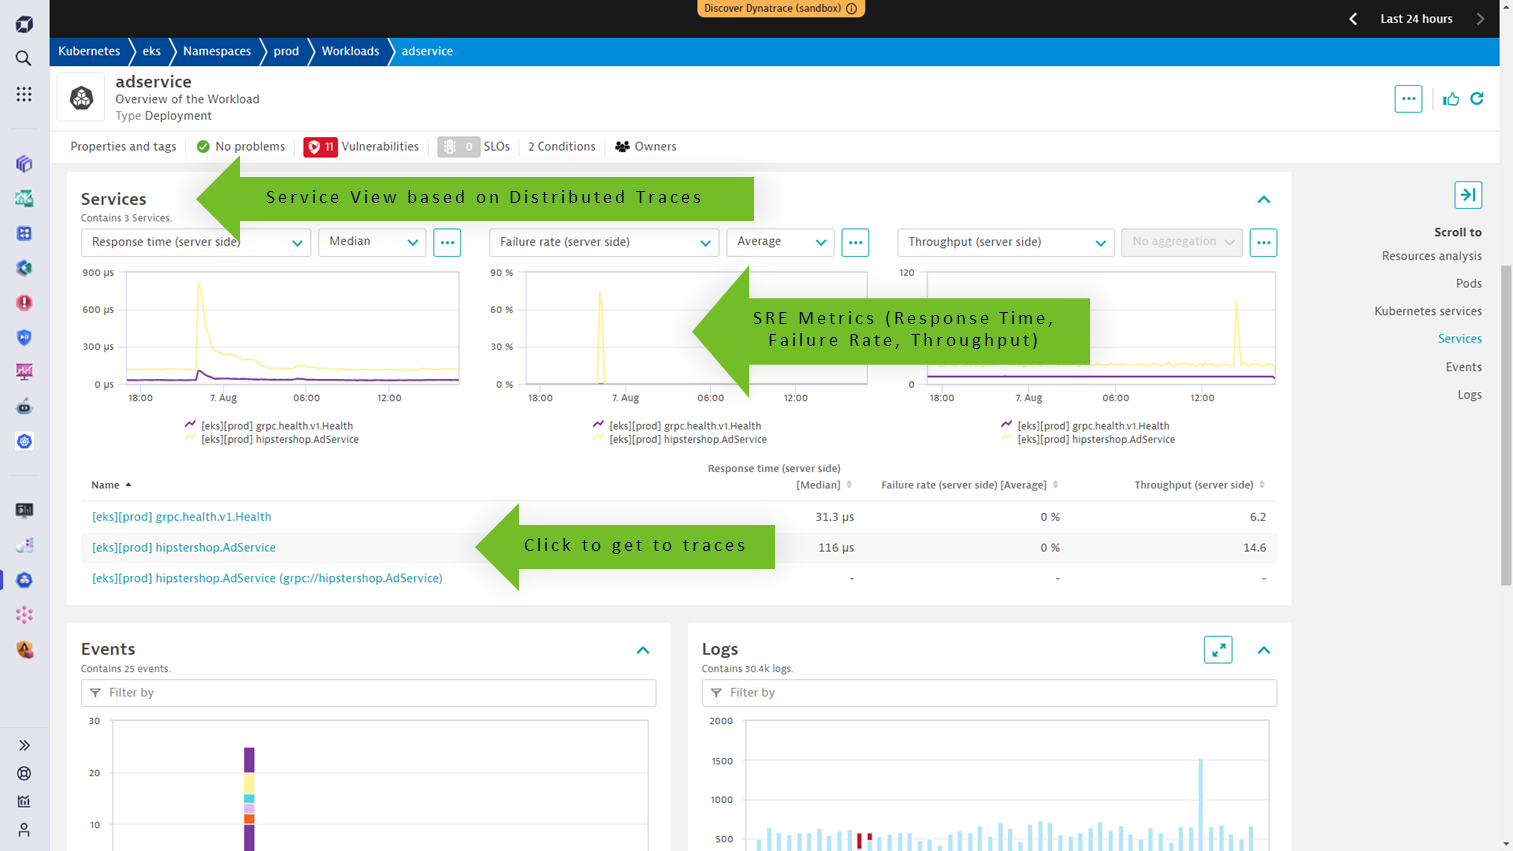 Discover Dynatrace (sandbox)
Last 24 hours
Kubernetes eks Namespaces prod Workloads adservice
adservice
Overview of the Workload
Type Deployment
Properties and tags No problems 11 Vulnerabilities 0 SLOs 2 Conditions Owners
Services
Contains 3 Services.
Service View based on Distributed Traces
Response time (server side) Median ... Failure rate (server side) Average ... Throughput (server side) No aggregation ...
900 µs
600 µs
300 µs
0 µs
18:00 7. Aug 06:00 12:00
[eks][prod] grpc.health.v1.Health
[eks][prod] hipstershop.AdService
90 %
60 %
30 %
0 %
18:00 7. Aug 06:00 12:00
[eks][prod] grpc.health.v1.Health
[eks][prod] hipstershop.AdService
SRE Metrics (Response Time,
Failure Rate, Throughput)
120
0
18:00 7. Aug 06:00 12:00
[eks][prod] grpc.health.v1.Health
[eks][prod] hipstershop.AdService
Name Response time (server side)
[Median] Failure rate (server side) [Average] Throughput (server side)
[eks][prod] grpc.health.v1.Health 31.3 µs 0 % 6.2
[eks][prod] hipstershop.AdService 116 µs 0 % 14.6
[eks][prod] hipstershop.AdService (grpc://hipstershop.AdService) - - -
Click to get to traces
Scroll to
Resources analysis
Pods
Kubernetes services
Services
Events
Logs
Events
Contains 25 events.
Filter by
30
20
10
Logs
Contains 30.4k logs.
Filter by
2000
1500
1000
500